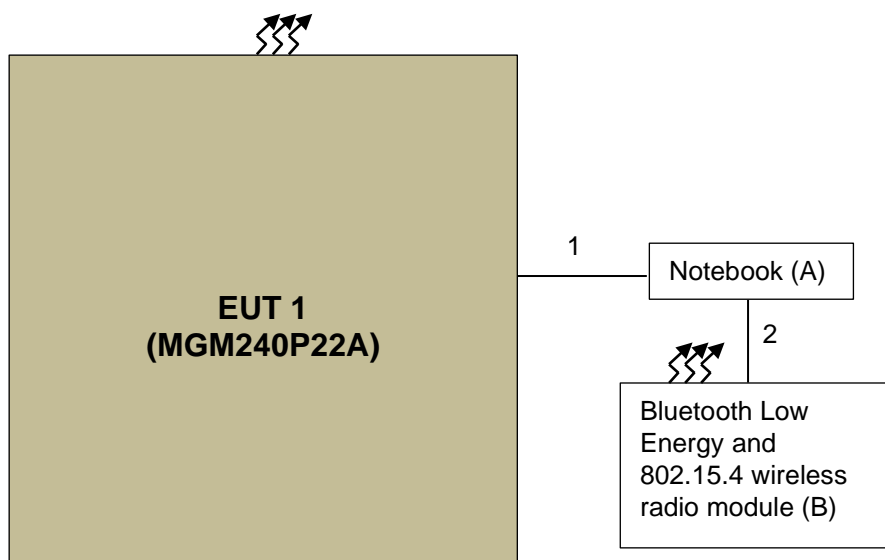 EUT 1
(MGM240P22A)
1
Notebook (A)
2
Bluetooth Low
Energy and
802.15.4 wireless
radio module (B)